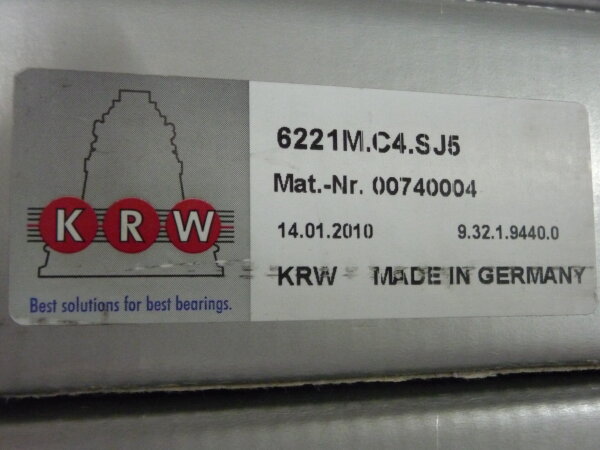 6221M.C4.SJ5
Mat.-Nr. 00740004
14.01.2010 9.32.1.9440.0
KRW MADE IN GERMANY
KRW
Best solutions for best bearings.